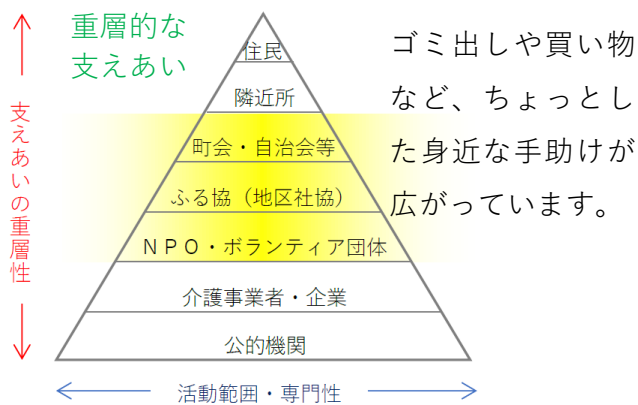 重層的な
支えあい
住民
隣近所
町会・自治会等
ふる協（地区社協）
ＮＰＯ・ボランティア団体
介護事業者・企業
公的機関
支えあいの重層性
活動範囲・専門性
ゴミ出しや買い物
など、ちょっとし
た身近な手助けが
広がっています。